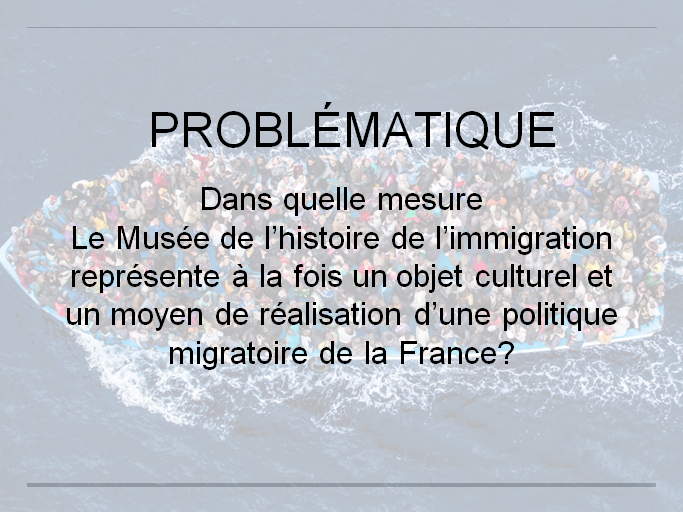 PROBLÉMATIQUE
Dans quelle mesure
Le Musée de l’histoire de l’immigration
représente à la fois un objet culturel et
un moyen de réalisation d’une politique
migratoire de la France?